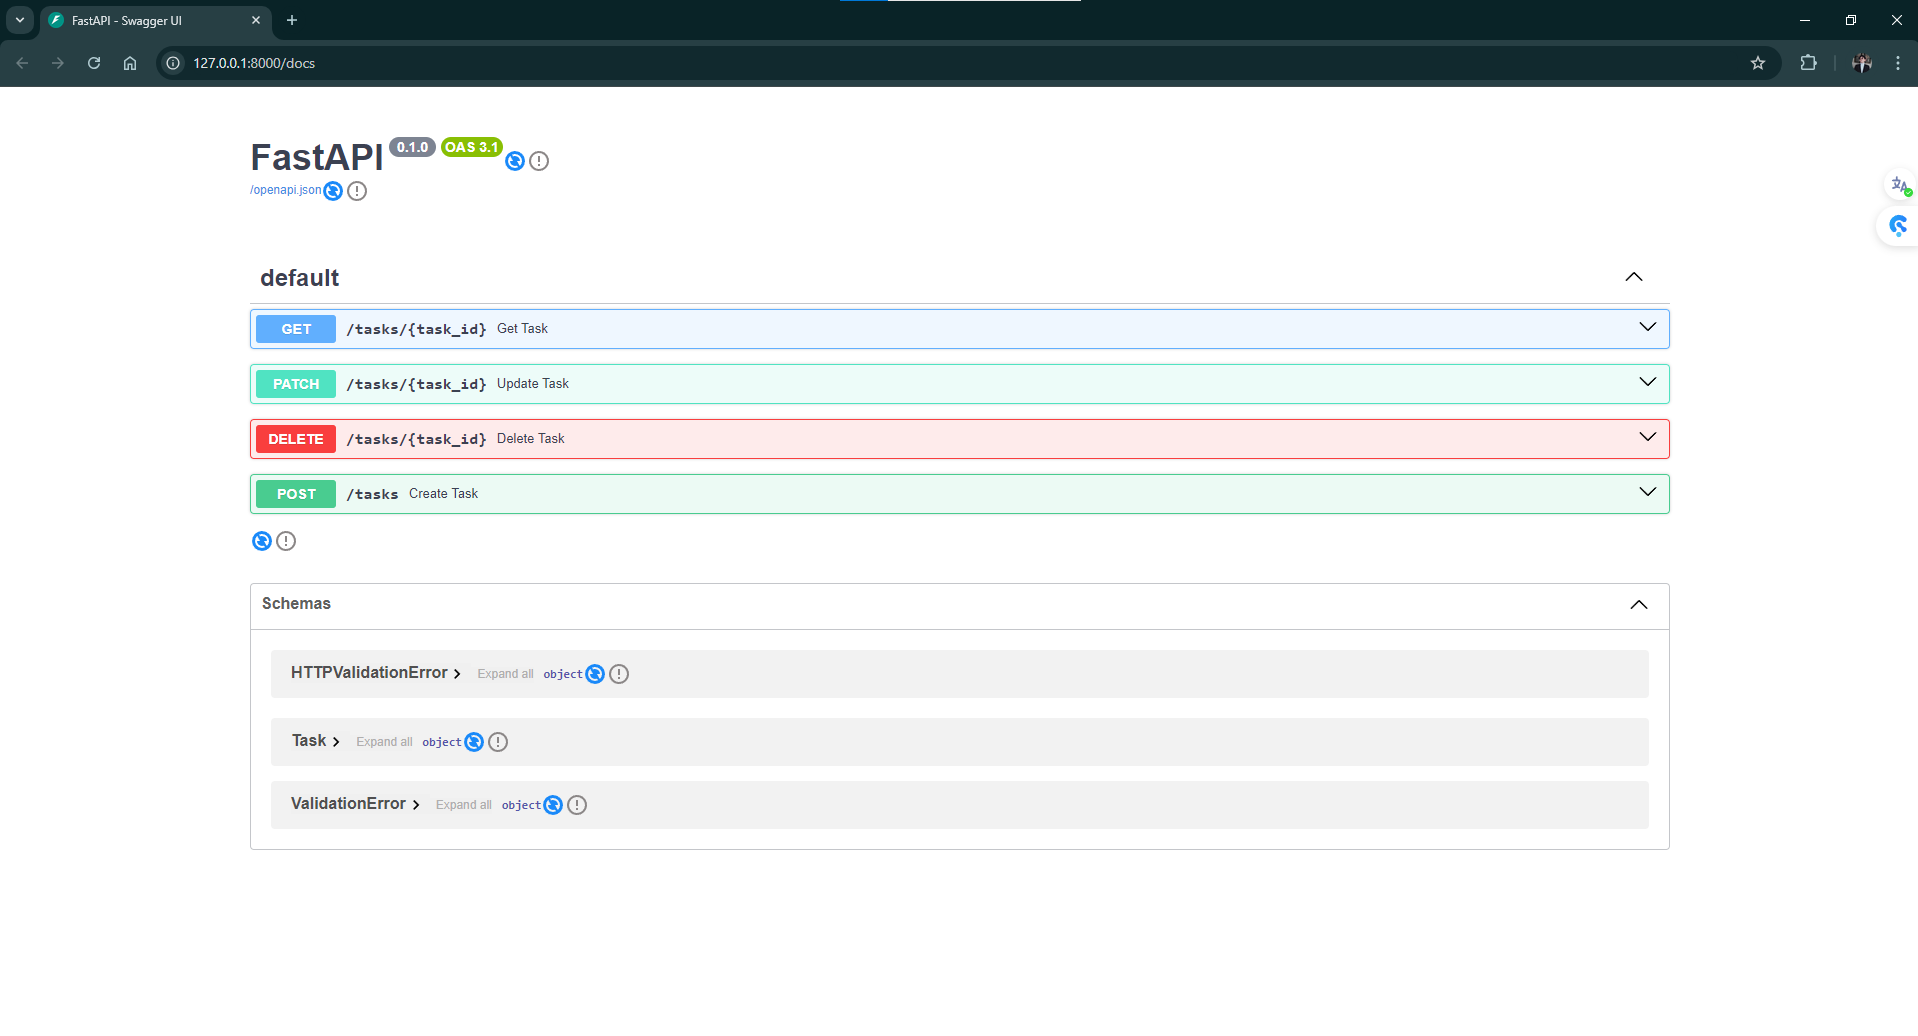 FastAPI - Swagger UI
127.0.0.1:8000/docs
FastAPI 0.1.0 OAS 3.1
/openapi.json
default
GET /tasks/{task_id} Get Task
PATCH /tasks/{task_id} Update Task
DELETE /tasks/{task_id} Delete Task
POST /tasks Create Task
Schemas
HTTPValidationError Expand all object
Task Expand all object
ValidationError Expand all object